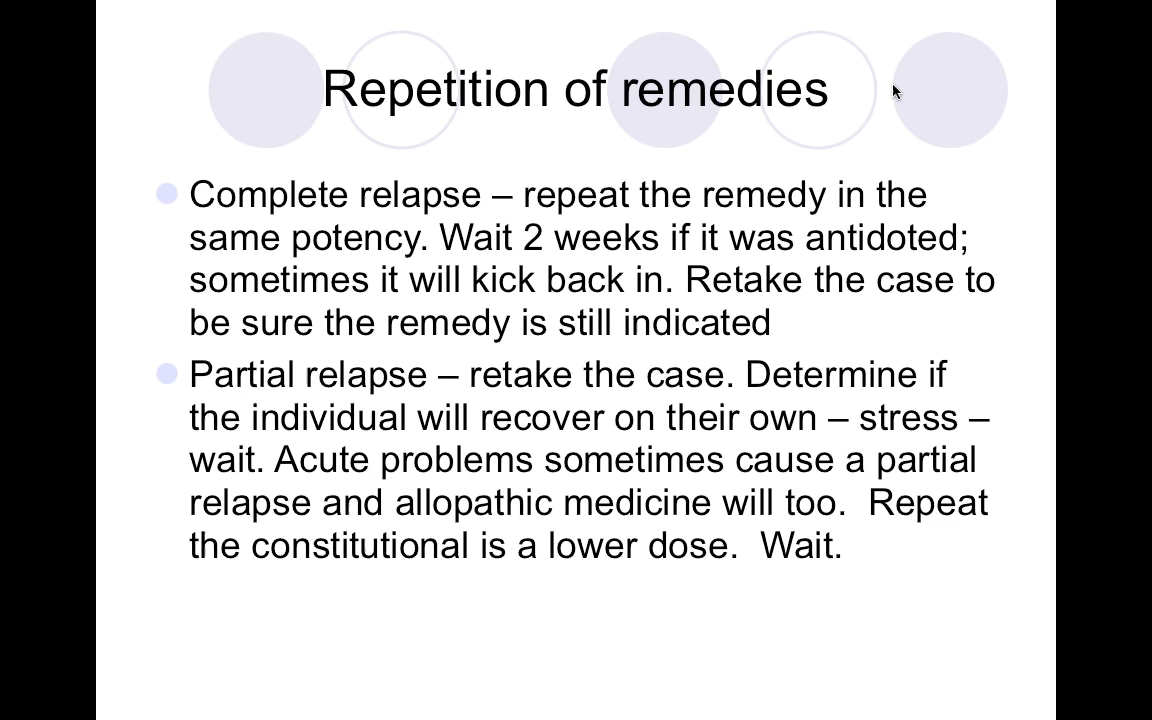 Repetition of remedies
Complete relapse – repeat the remedy in the
same potency. Wait 2 weeks if it was antidoted;
sometimes it will kick back in. Retake the case to
be sure the remedy is still indicated
Partial relapse – retake the case. Determine if
the individual will recover on their own – stress –
wait. Acute problems sometimes cause a partial
relapse and allopathic medicine will too.  Repeat
the constitutional is a lower dose.  Wait.